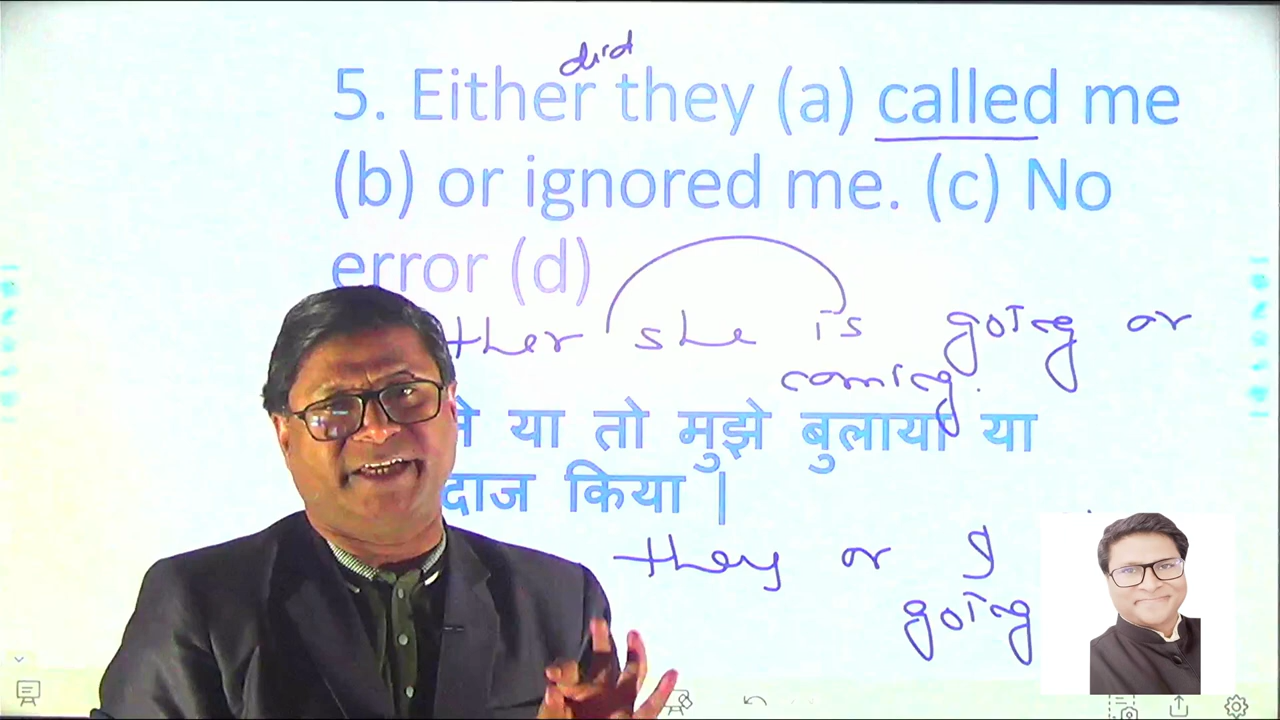 did
5. Either they (a) called me
(b) or ignored me. (c) No
error (d)
ther she is going or
coming.
ने या तो मुझे बुलाया या
दाज किया |
they or I
going